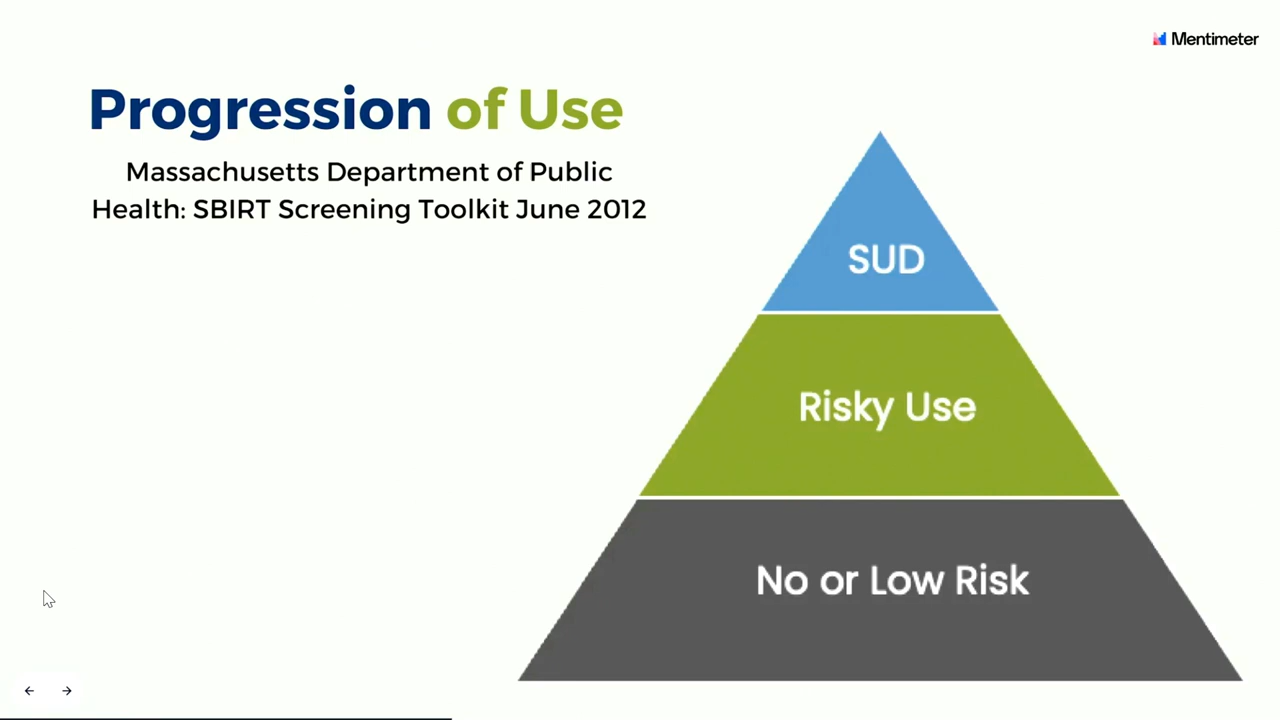 Mentimeter
Progression of Use
Massachusetts Department of Public
Health: SBIRT Screening Toolkit June 2012
SUD
Risky Use
No or Low Risk